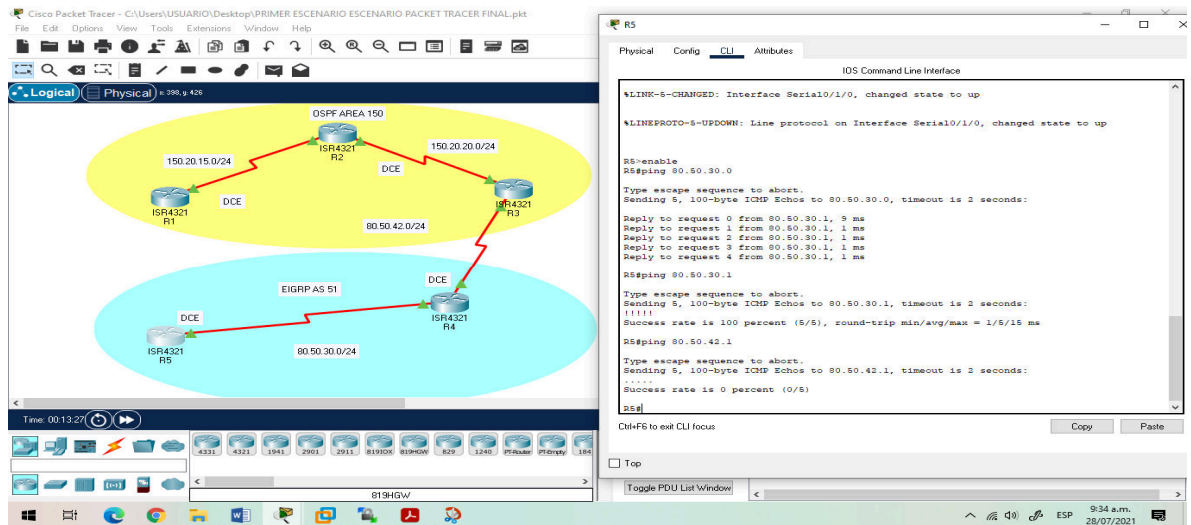 Cisco Packet Tracer - C:\Users\USUARIO\Desktop\PRIMER ESCENARIO ESCENARIO PACKET TRACER FINAL.pkt
File Edit Options View Tools Extensions Window Help
Logical Physical x: 398, y: 426
OSPF AREA 150
150.20.15.0/24
ISR4321
R2
150.20.20.0/24
DCE
DCE
ISR4321
R1
ISR4321
R3
80.50.42.0/24
EIGRP AS 51
DCE
DCE
ISR4321
R4
ISR4321
R5
80.50.30.0/24
Time: 00:13:27
4331 4321 1941 2901 2911 819IOX 819HGW 829 1240 PT-Router PT-Empty 184
819HGW
R5
Physical Config CLI Attributes
IOS Command Line Interface
%LINK-5-CHANGED: Interface Serial0/1/0, changed state to up
%LINEPROTO-5-UPDOWN: Line protocol on Interface Serial0/1/0, changed state to up
R5>enable
R5#ping 80.50.30.0
Type escape sequence to abort.
Sending 5, 100-byte ICMP Echos to 80.50.30.0, timeout is 2 seconds:
Reply to request 0 from 80.50.30.1, 9 ms
Reply to request 1 from 80.50.30.1, 1 ms
Reply to request 2 from 80.50.30.1, 1 ms
Reply to request 3 from 80.50.30.1, 1 ms
Reply to request 4 from 80.50.30.1, 1 ms
R5#ping 80.50.30.1
Type escape sequence to abort.
Sending 5, 100-byte ICMP Echos to 80.50.30.1, timeout is 2 seconds:
!!!!!
Success rate is 100 percent (5/5), round-trip min/avg/max = 1/5/15 ms
R5#ping 80.50.42.1
Type escape sequence to abort.
Sending 5, 100-byte ICMP Echos to 80.50.42.1, timeout is 2 seconds:
.....
Success rate is 0 percent (0/5)
R5#
Ctrl+F6 to exit CLI focus
Copy Paste
Top
Toggle PDU List Window
ESP
9:34 a.m.
28/07/2021